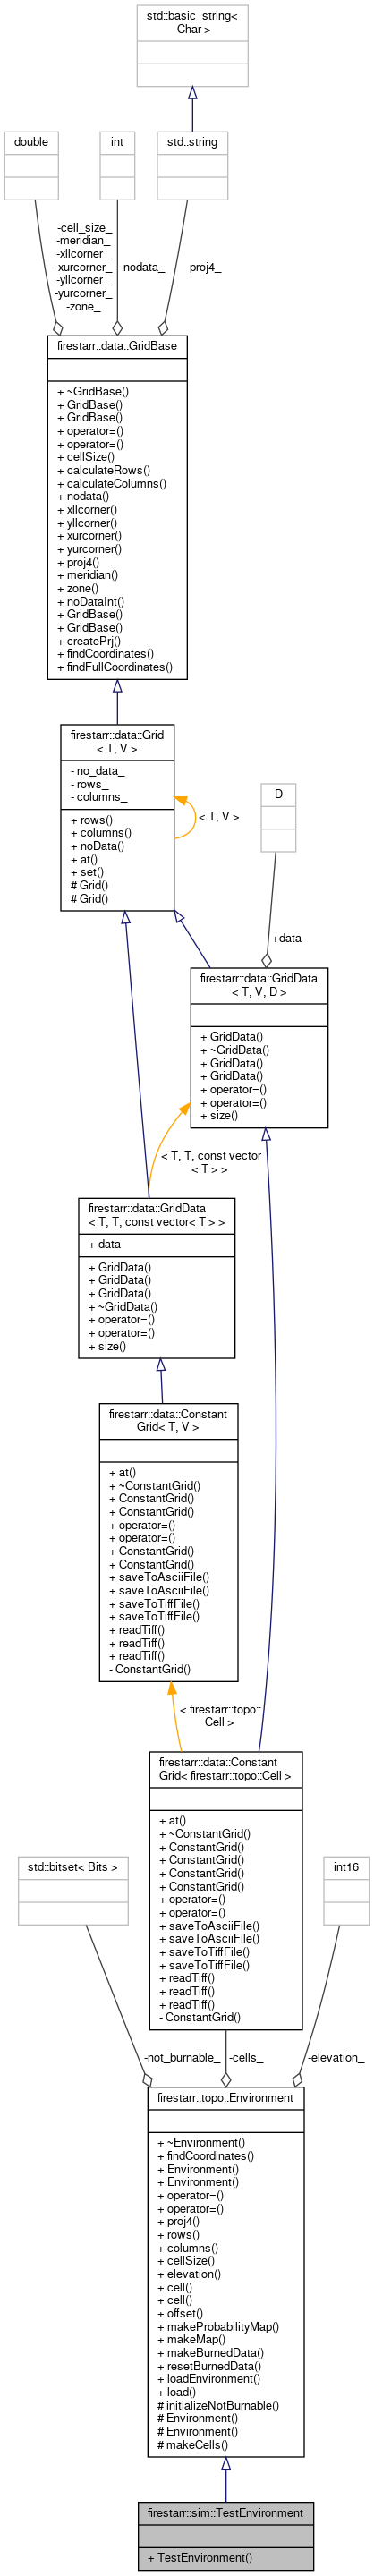 std::basic_string<
Char >
double
int
std::string
-cell_size_
-meridian_
-xllcorner_
-xurcorner_
-yllcorner_
-yurcorner_
-zone_
-nodata_
-proj4_
firestarr::data::GridBase
+ ~GridBase()
+ GridBase()
+ GridBase()
+ operator=()
+ operator=()
+ cellSize()
+ calculateRows()
+ calculateColumns()
+ nodata()
+ xllcorner()
+ yllcorner()
+ xurcorner()
+ yurcorner()
+ proj4()
+ meridian()
+ zone()
+ noDataInt()
+ GridBase()
+ GridBase()
+ createPrj()
+ findCoordinates()
+ findFullCoordinates()
firestarr::data::Grid
< T, V >
- no_data_
- rows_
- columns_
+ rows()
+ columns()
+ noData()
+ at()
+ set()
# Grid()
# Grid()
< T, V >
D
+data
firestarr::data::GridData
< T, V, D >
+ GridData()
+ ~GridData()
+ GridData()
+ GridData()
+ operator=()
+ operator=()
+ size()
< T, T, const vector
< T > >
firestarr::data::GridData
< T, T, const vector< T > >
+ data
+ GridData()
+ GridData()
+ GridData()
+ ~GridData()
+ operator=()
+ operator=()
+ size()
firestarr::data::Constant
Grid< T, V >
+ at()
+ ~ConstantGrid()
+ ConstantGrid()
+ ConstantGrid()
+ operator=()
+ operator=()
+ ConstantGrid()
+ ConstantGrid()
+ saveToAsciiFile()
+ saveToAsciiFile()
+ saveToTiffFile()
+ saveToTiffFile()
+ readTiff()
+ readTiff()
+ readTiff()
- ConstantGrid()
< firestarr::topo::
Cell >
firestarr::data::Constant
Grid< firestarr::topo::Cell >
+ at()
+ ~ConstantGrid()
+ ConstantGrid()
+ ConstantGrid()
+ ConstantGrid()
+ ConstantGrid()
+ operator=()
+ operator=()
+ saveToAsciiFile()
+ saveToAsciiFile()
+ saveToTiffFile()
+ saveToTiffFile()
+ readTiff()
+ readTiff()
+ readTiff()
- ConstantGrid()
std::bitset< Bits >
int16
-not_burnable_
-cells_
-elevation_
firestarr::topo::Environment
+ ~Environment()
+ findCoordinates()
+ Environment()
+ Environment()
+ operator=()
+ operator=()
+ proj4()
+ rows()
+ columns()
+ cellSize()
+ elevation()
+ cell()
+ cell()
+ offset()
+ makeProbabilityMap()
+ makeMap()
+ makeBurnedData()
+ resetBurnedData()
+ loadEnvironment()
+ load()
# initializeNotBurnable()
# Environment()
# Environment()
# makeCells()
firestarr::sim::TestEnvironment
+ TestEnvironment()